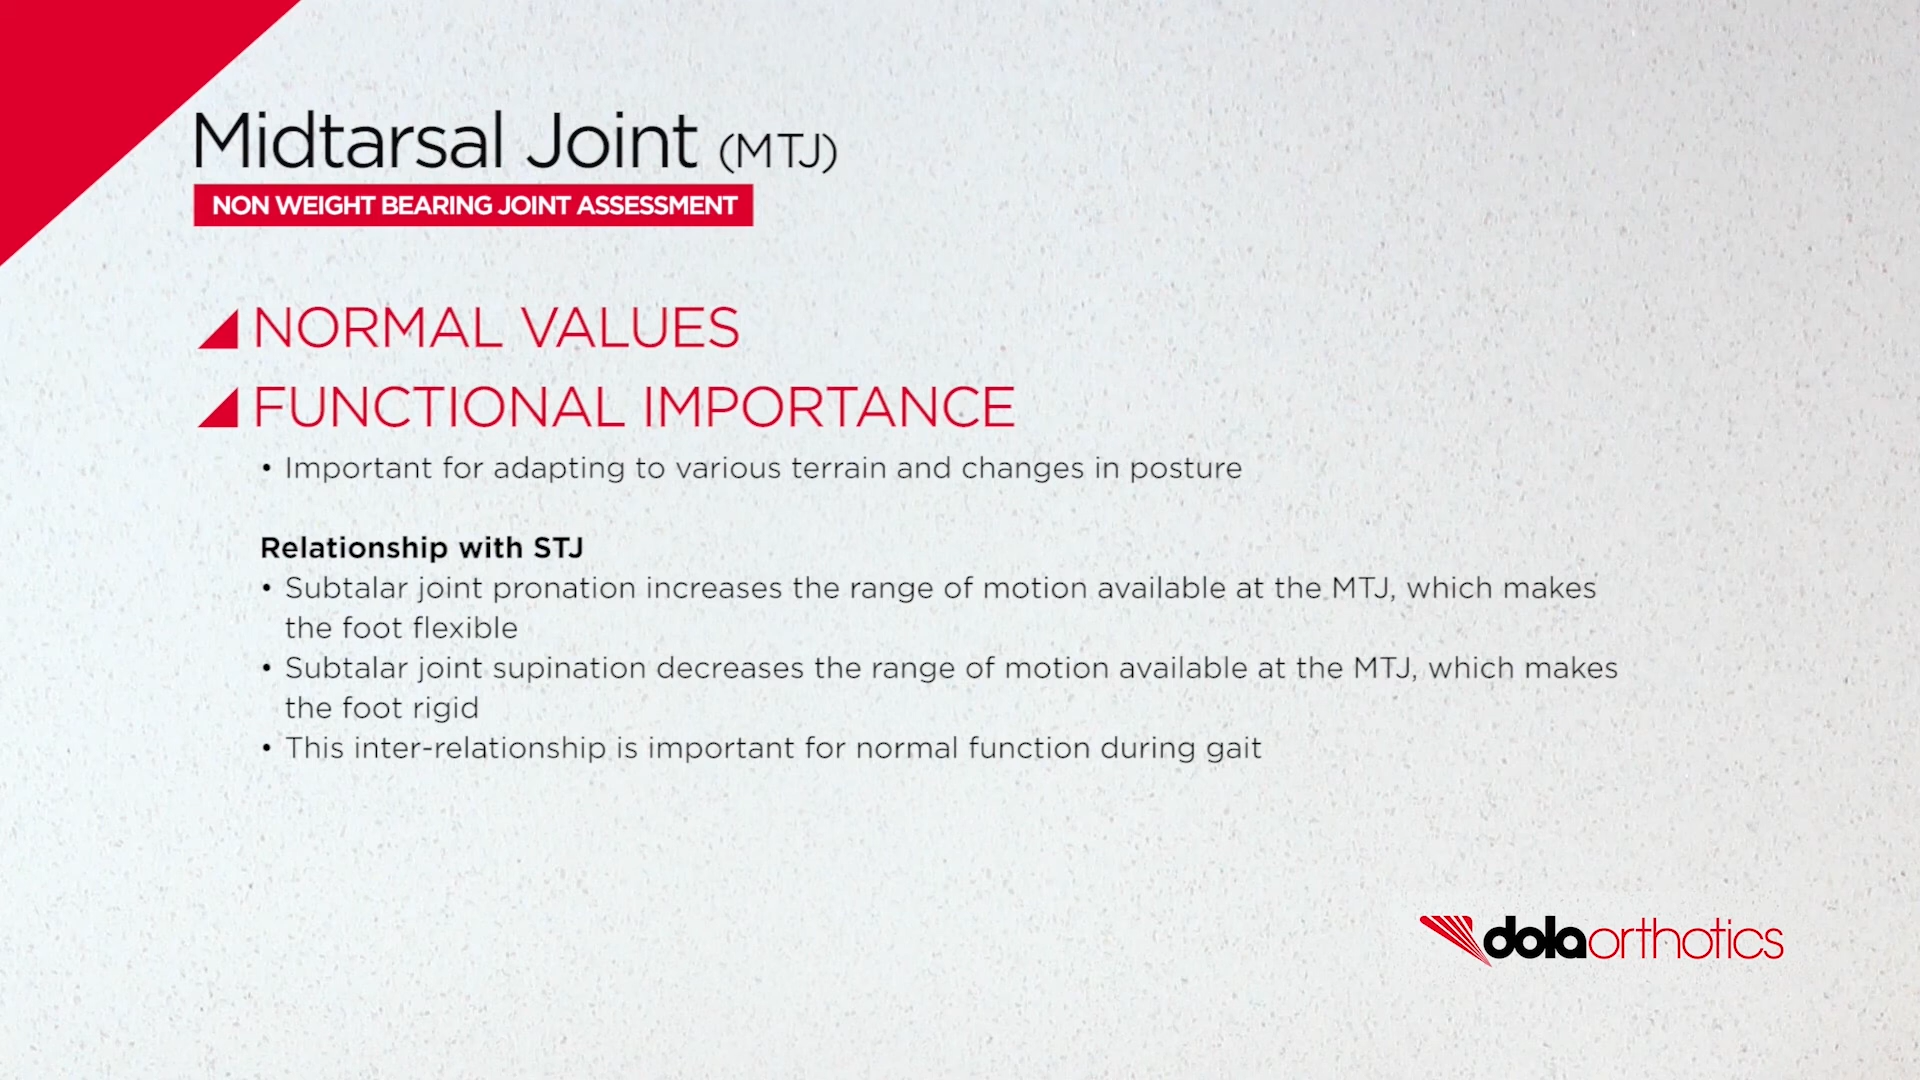 Midtarsal Joint (MTJ)
NON WEIGHT BEARING JOINT ASSESSMENT
NORMAL VALUES
FUNCTIONAL IMPORTANCE
• Important for adapting to various terrain and changes in posture
Relationship with STJ
• Subtalar joint pronation increases the range of motion available at the MTJ, which makes
the foot flexible
• Subtalar joint supination decreases the range of motion available at the MTJ, which makes
the foot rigid
• This inter-relationship is important for normal function during gait
dolaorthotics